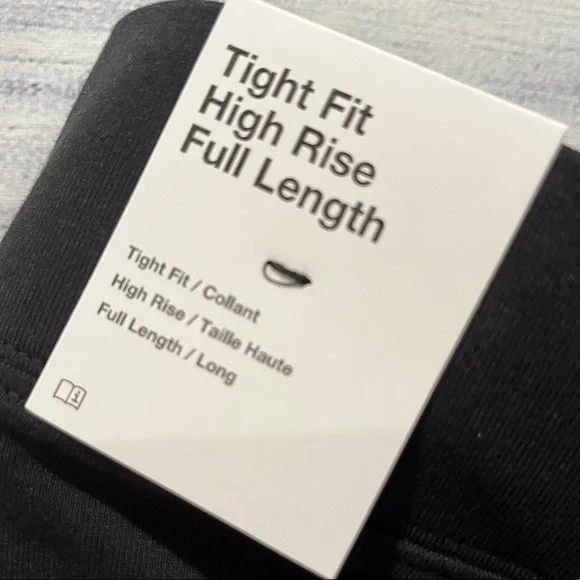 Tight Fit
High Rise
Full Length
Tight Fit / Collant
High Rise / Taille Haute
Full Length / Long
i